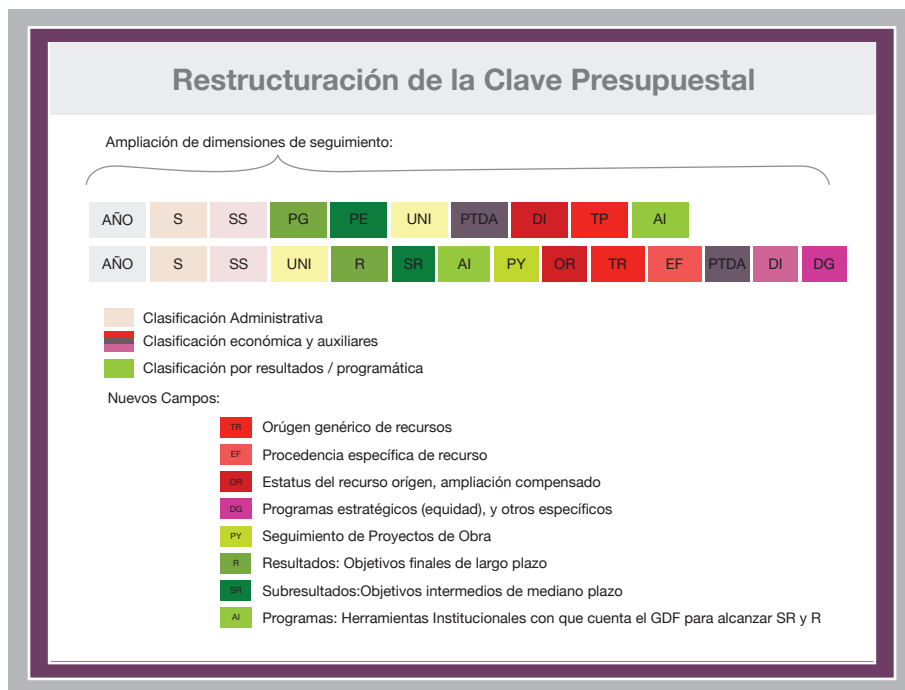 Restructuración de la Clave Presupuestal
Ampliación de dimensiones de seguimiento:
AÑO S SS PG PE UNI PTDA DI TP AI
AÑO S SS UNI R SR AI PY OR TR EF PTDA DI DG
Clasificación Administrativa
Clasificación económica y auxiliares
Clasificación por resultados / programática
Nuevos Campos:
TR Orúgen genérico de recursos
EF Procedencia específica de recurso
OR Estatus del recurso orígen, ampliación compensado
DG Programas estratégicos (equidad), y otros específicos
PY Seguimiento de Proyectos de Obra
R Resultados: Objetivos finales de largo plazo
SR Subresultados:Objetivos intermedios de mediano plazo
AI Programas: Herramientas Institucionales con que cuenta el GDF para alcanzar SR y R